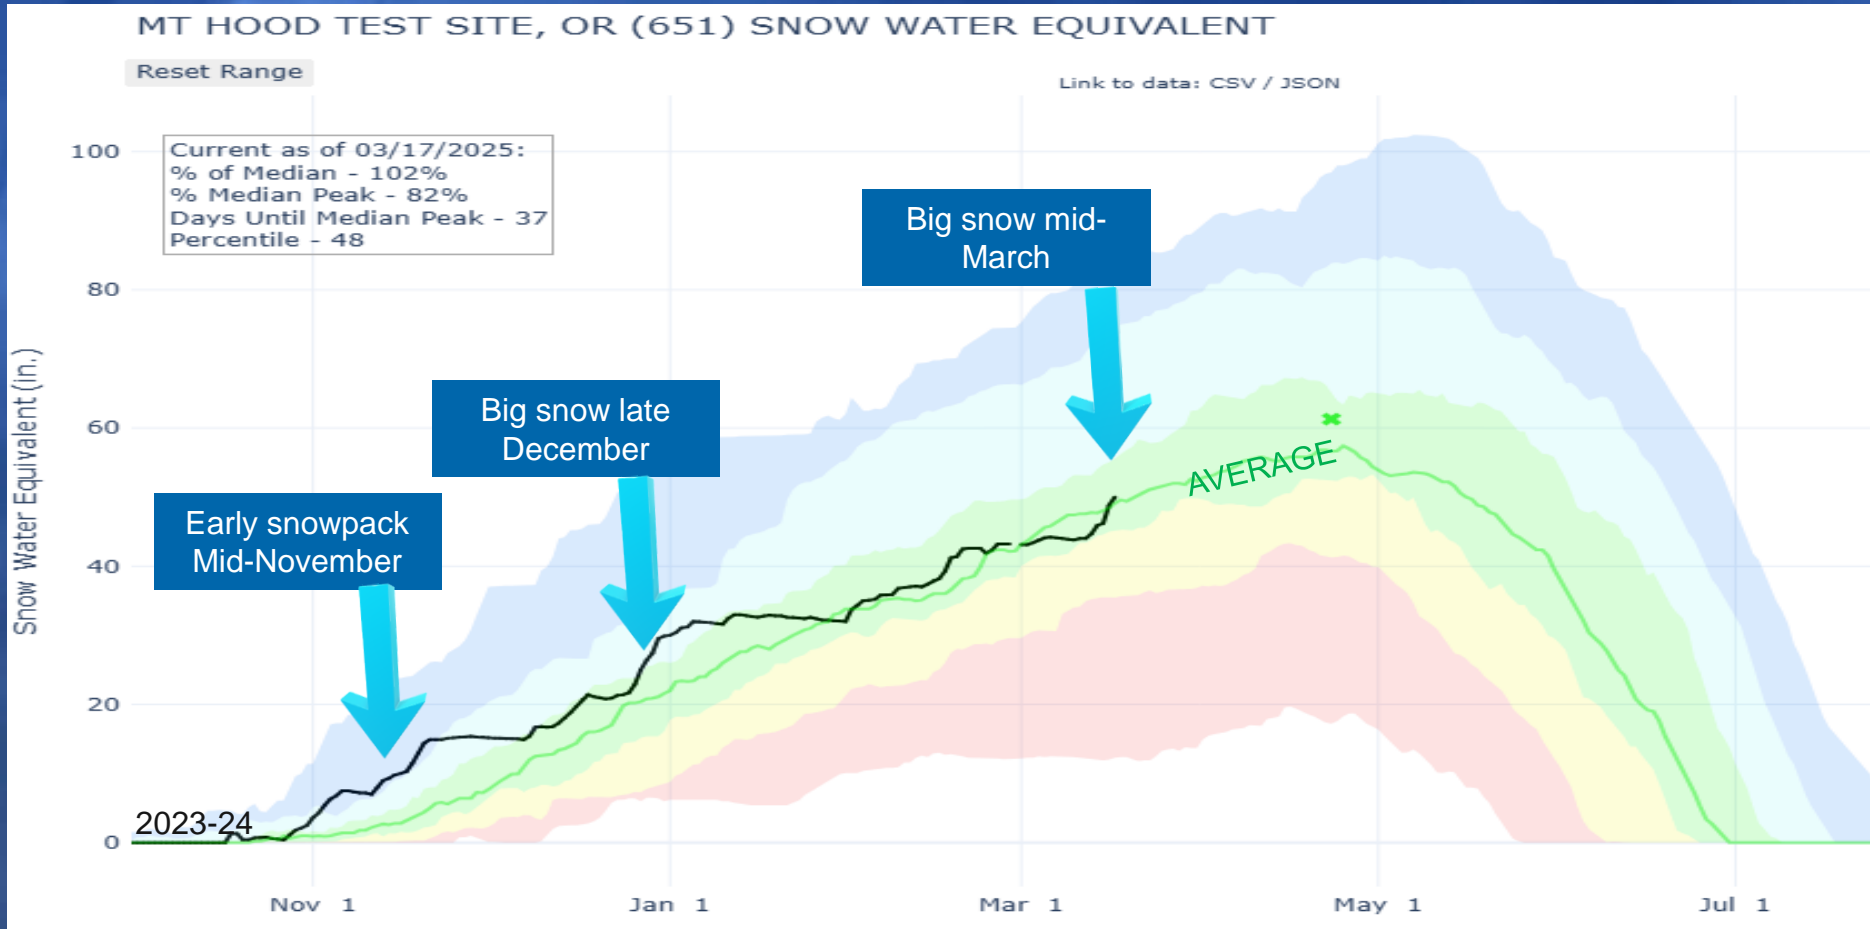 MT HOOD TEST SITE, OR (651) SNOW WATER EQUIVALENT
Reset Range
Link to data: CSV / JSON
Current as of 03/17/2025:
% of Median - 102%
% Median Peak - 82%
Days Until Median Peak - 37
Percentile - 48
Big snow mid-
March
Big snow late
December
Early snowpack
Mid-November
AVERAGE
2023-24
Snow Water Equivalent (in.)
100
80
60
40
20
0
Nov 1
Jan 1
Mar 1
May 1
Jul 1